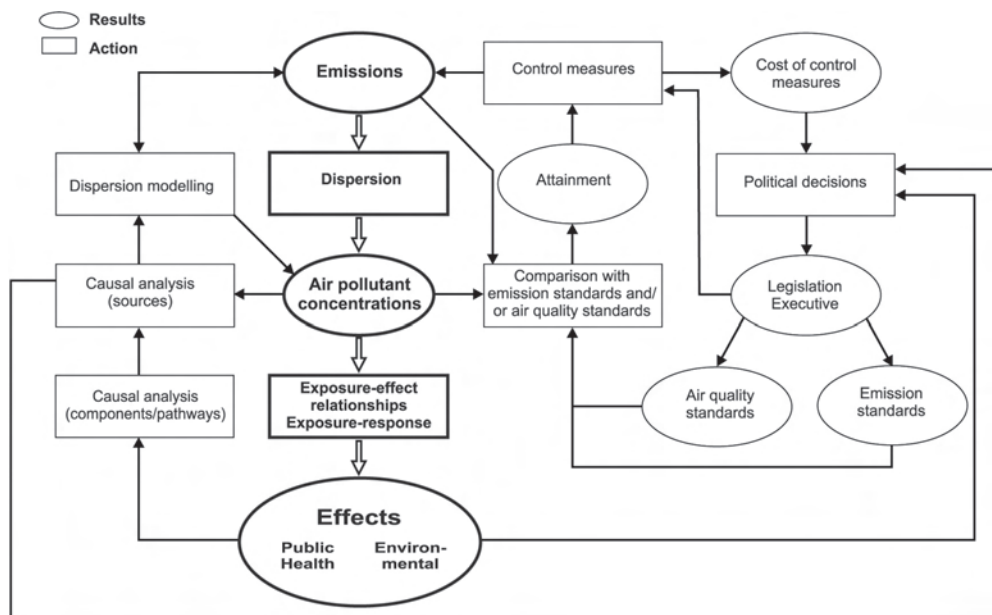 Results
Action
Emissions
Control measures
Cost of control
measures
Dispersion modelling
Dispersion
Attainment
Political decisions
Causal analysis
(sources)
Air pollutant
concentrations
Comparison with
emission standards and/
or air quality standards
Legislation
Executive
Causal analysis
(components/pathways)
Exposure-effect
relationships
Exposure-response
Air quality
standards
Emission
standards
Effects
Public
Health
Environ-
mental